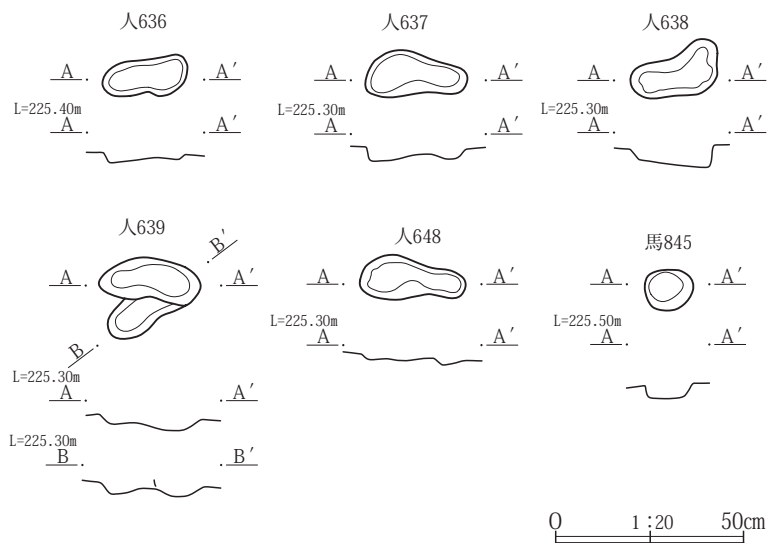 人636
A A′
L=225.40m
A A′
人637
A A′
L=225.30m
A A′
人638
A A′
L=225.30m
A A′
人639
B′
A A′
B
L=225.30m
A A′
L=225.30m
B B′
人648
A A′
L=225.30m
A A′
馬845
A A′
L=225.50m
A A′
0 1:20 50cm